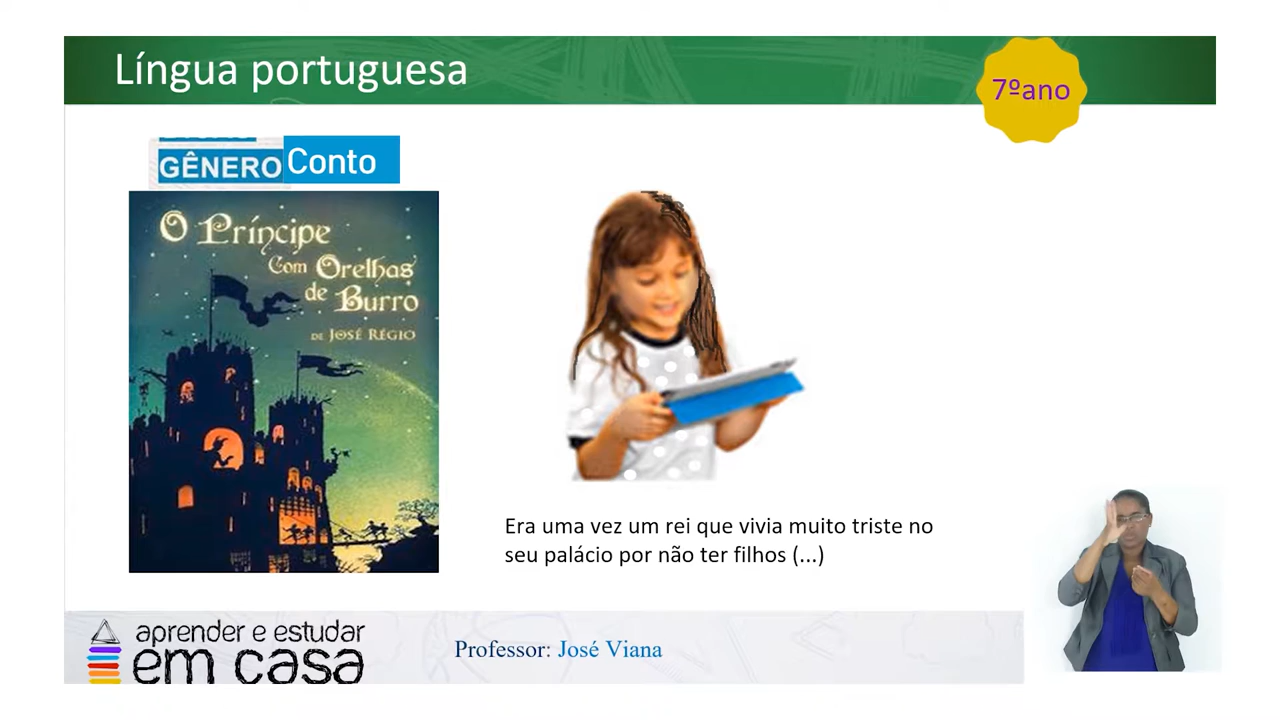 Língua portuguesa
7ºano
GÊNERO Conto
O Príncipe
Com Orelhas
de Burro
DE JOSÉ RÉGIO
Era uma vez um rei que vivia muito triste no
seu palácio por não ter filhos (...)
aprender e estudar
em casa
Professor: José Viana